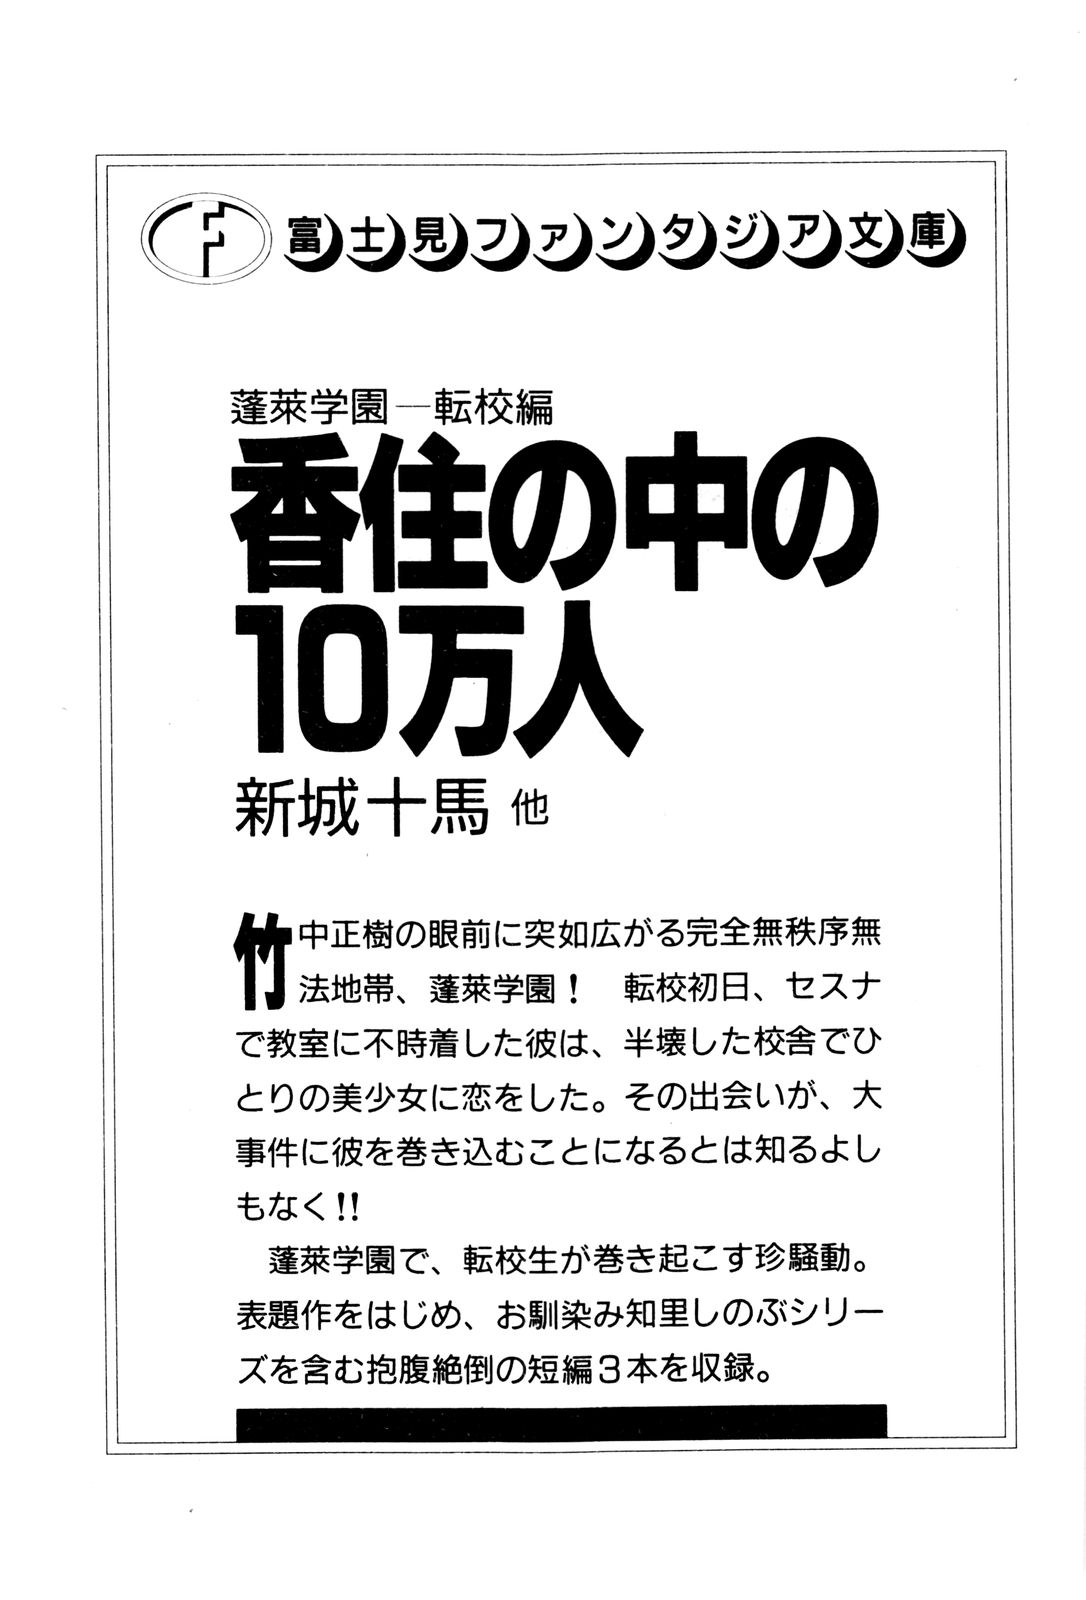 富士見ファンタジア文庫
蓬萊学園―転校編
香住の中の
10万人
新城十馬 他
竹中正樹の眼前に突如広がる完全無秩序無
法地帯、蓬萊学園！　転校初日、セスナ
で教室に不時着した彼は、半壊した校舎でひ
とりの美少女に恋をした。その出会いが、大
事件に彼を巻き込むことになるとは知るよし
もなく!!
　蓬萊学園で、転校生が巻き起こす珍騒動。
表題作をはじめ、お馴染み知里しのぶシリー
ズを含む抱腹絶倒の短編3本を収録。